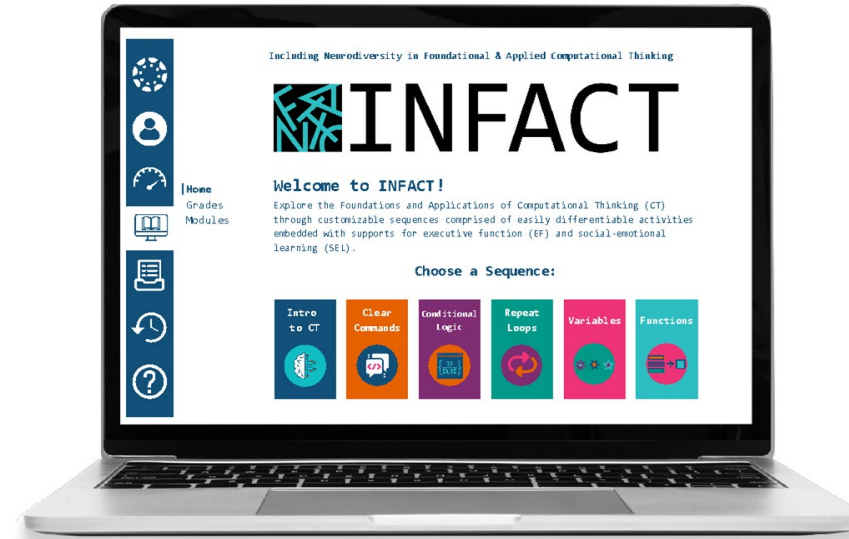 Including Neurodiversity in Foundational & Applied Computational Thinking
INFACT
Home
Grades
Modules
Welcome to INFACT!
Explore the Foundations and Applications of Computational Thinking (CT)
through customizable sequences comprised of easily differentiable activities
embedded with supports for executive function (EF) and social-emotional
learning (SEL).
Choose a Sequence:
Intro
to CT
Clear
Commands
Conditional
Logic
Repeat
Loops
Variables
Functions
</>
IF
ELSE